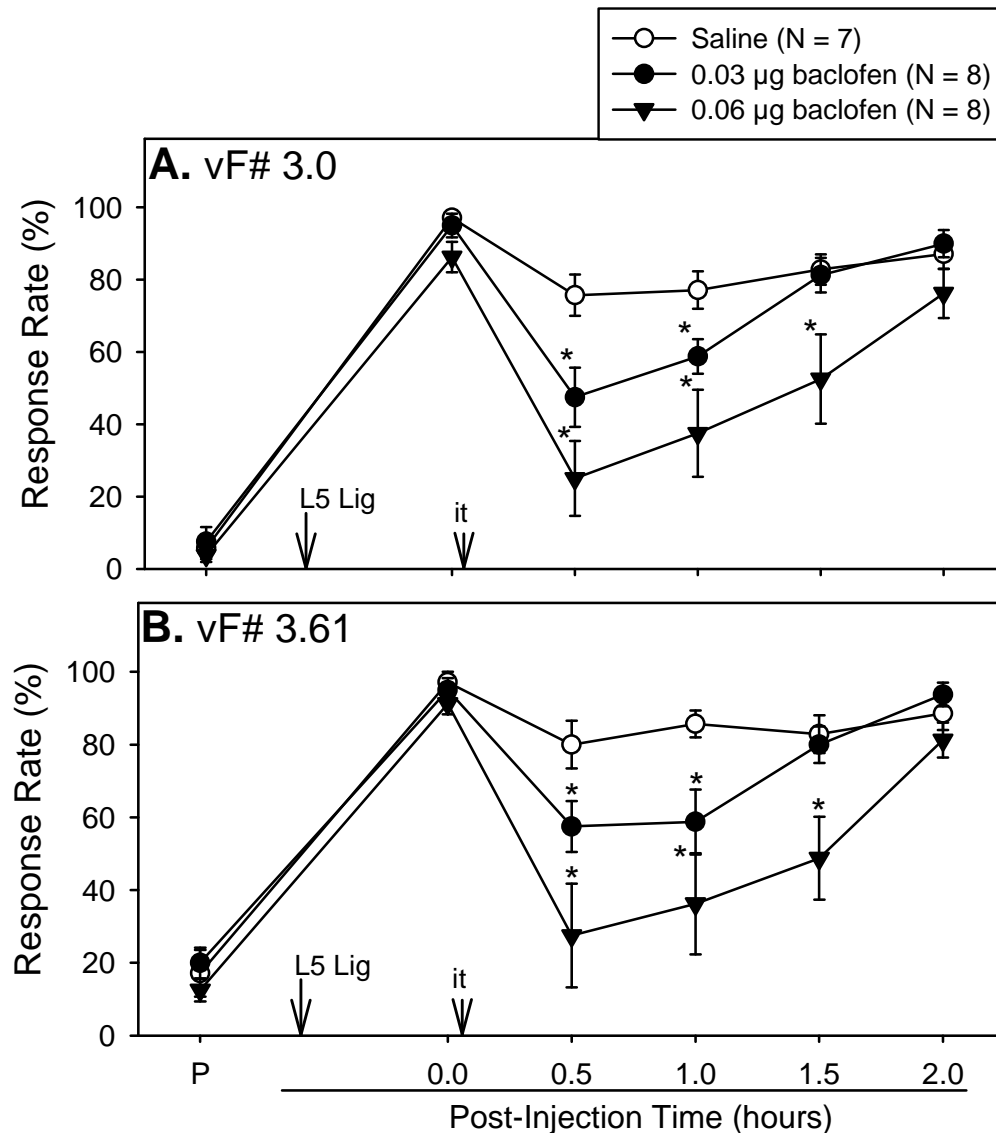 Saline (N = 7)
0.03 µg baclofen (N = 8)
0.06 µg baclofen (N = 8)
A. vF# 3.0
Response Rate (%)
100
80
60
40
20
0
* * *
* *
L5 Lig
it
B. vF# 3.61
Response Rate (%)
100
80
60
40
20
0
* * *
* *
L5 Lig
it
P 0.0 0.5 1.0 1.5 2.0
Post-Injection Time (hours)